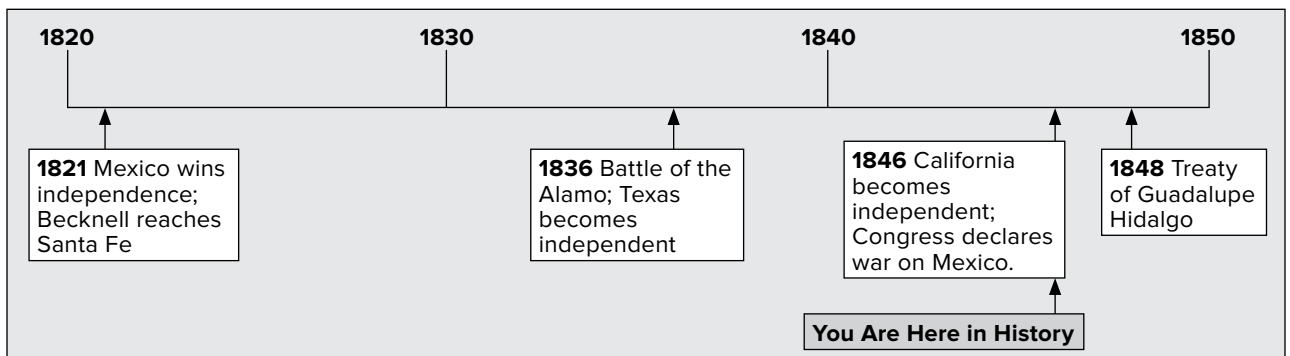 1820 1830 1840 1850
1821 Mexico wins
independence;
Becknell reaches
Santa Fe
1836 Battle of the
Alamo; Texas
becomes
independent
1846 California
becomes
independent;
Congress declares
war on Mexico.
1848 Treaty
of Guadalupe
Hidalgo
You Are Here in History